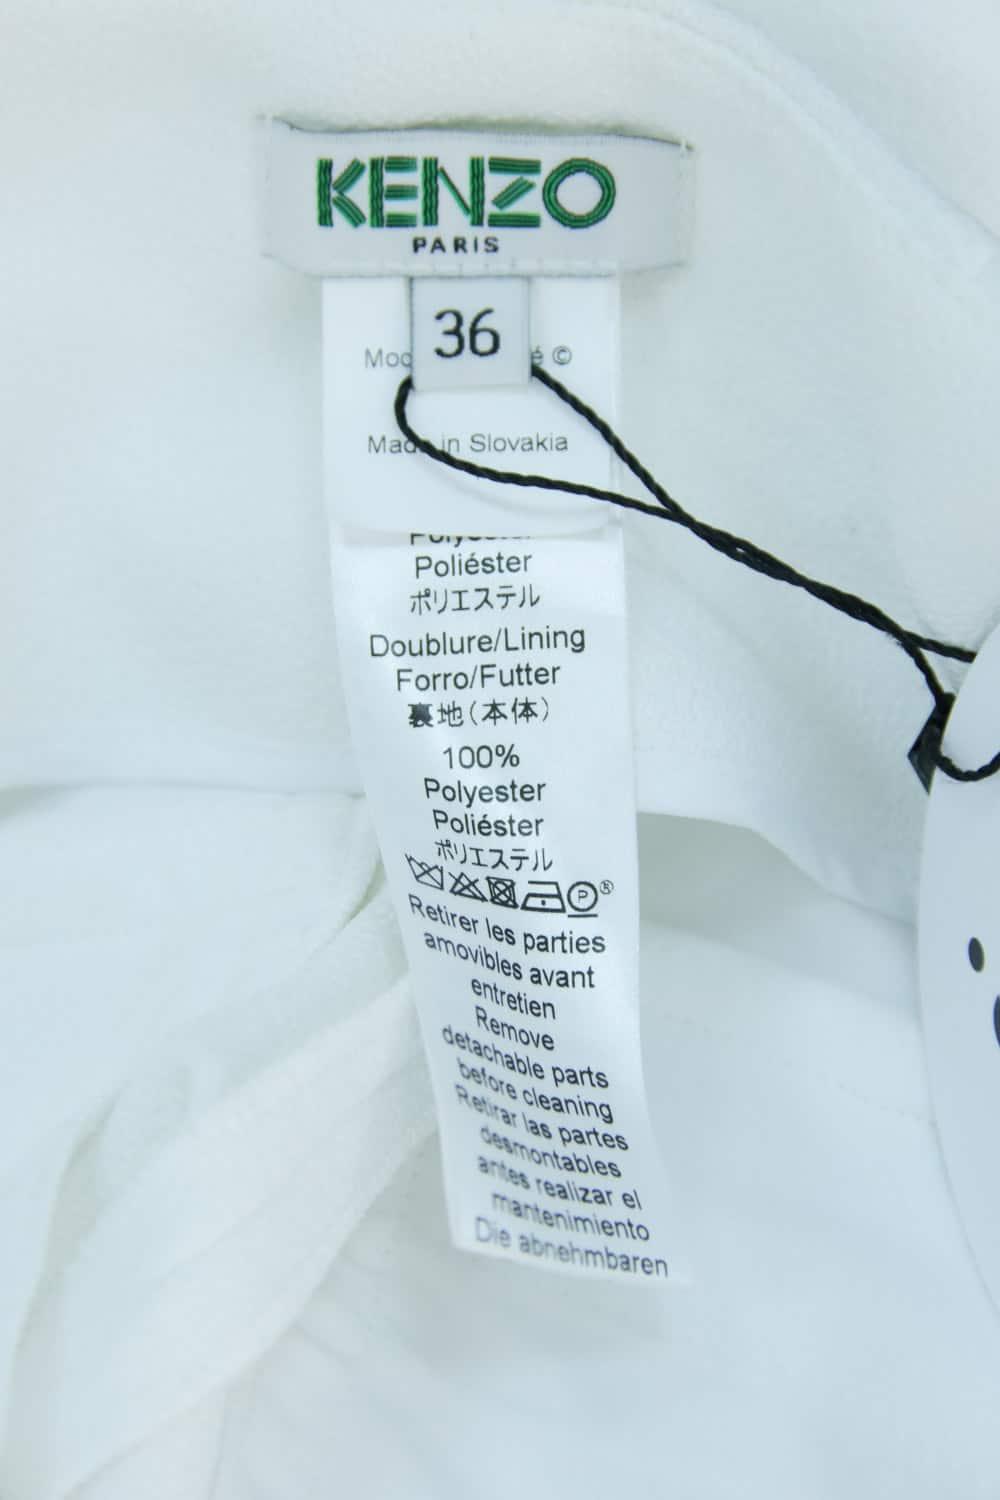 KENZO
PARIS
36
é ©
Made in Slovakia
Poliéster
ポリエステル
Doublure/Lining
Forro/Futter
裏地(本体)
100%
Polyester
Poliéster
ポリエステル
P ®
Retirer les parties
amovibles avant
entretien
Remove
detachable parts
before cleaning
Retirar las partes
desmontables
antes realizar el
mantenimiento
Die abnehmbaren